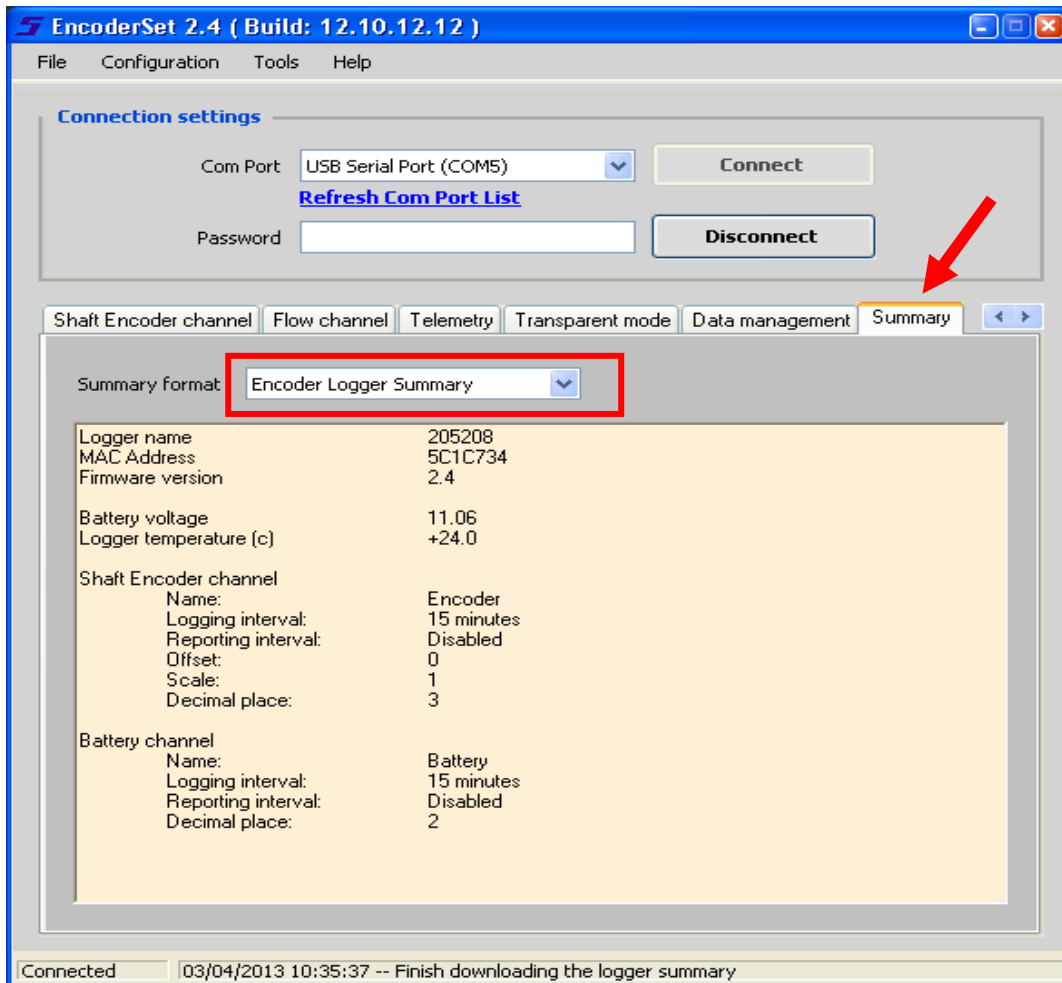 EncoderSet 2.4 ( Build: 12.10.12.12 )
File Configuration Tools Help
Connection settings
Com Port USB Serial Port (COM5) Connect
Refresh Com Port List
Password Disconnect
Shaft Encoder channel Flow channel Telemetry Transparent mode Data management Summary
Summary format Encoder Logger Summary
Logger name 205208
MAC Address 5C1C734
Firmware version 2.4
Battery voltage 11.06
Logger temperature (c) +24.0
Shaft Encoder channel
Name: Encoder
Logging interval: 15 minutes
Reporting interval: Disabled
Offset: 0
Scale: 1
Decimal place: 3
Battery channel
Name: Battery
Logging interval: 15 minutes
Reporting interval: Disabled
Decimal place: 2
Connected 03/04/2013 10:35:37 -- Finish downloading the logger summary